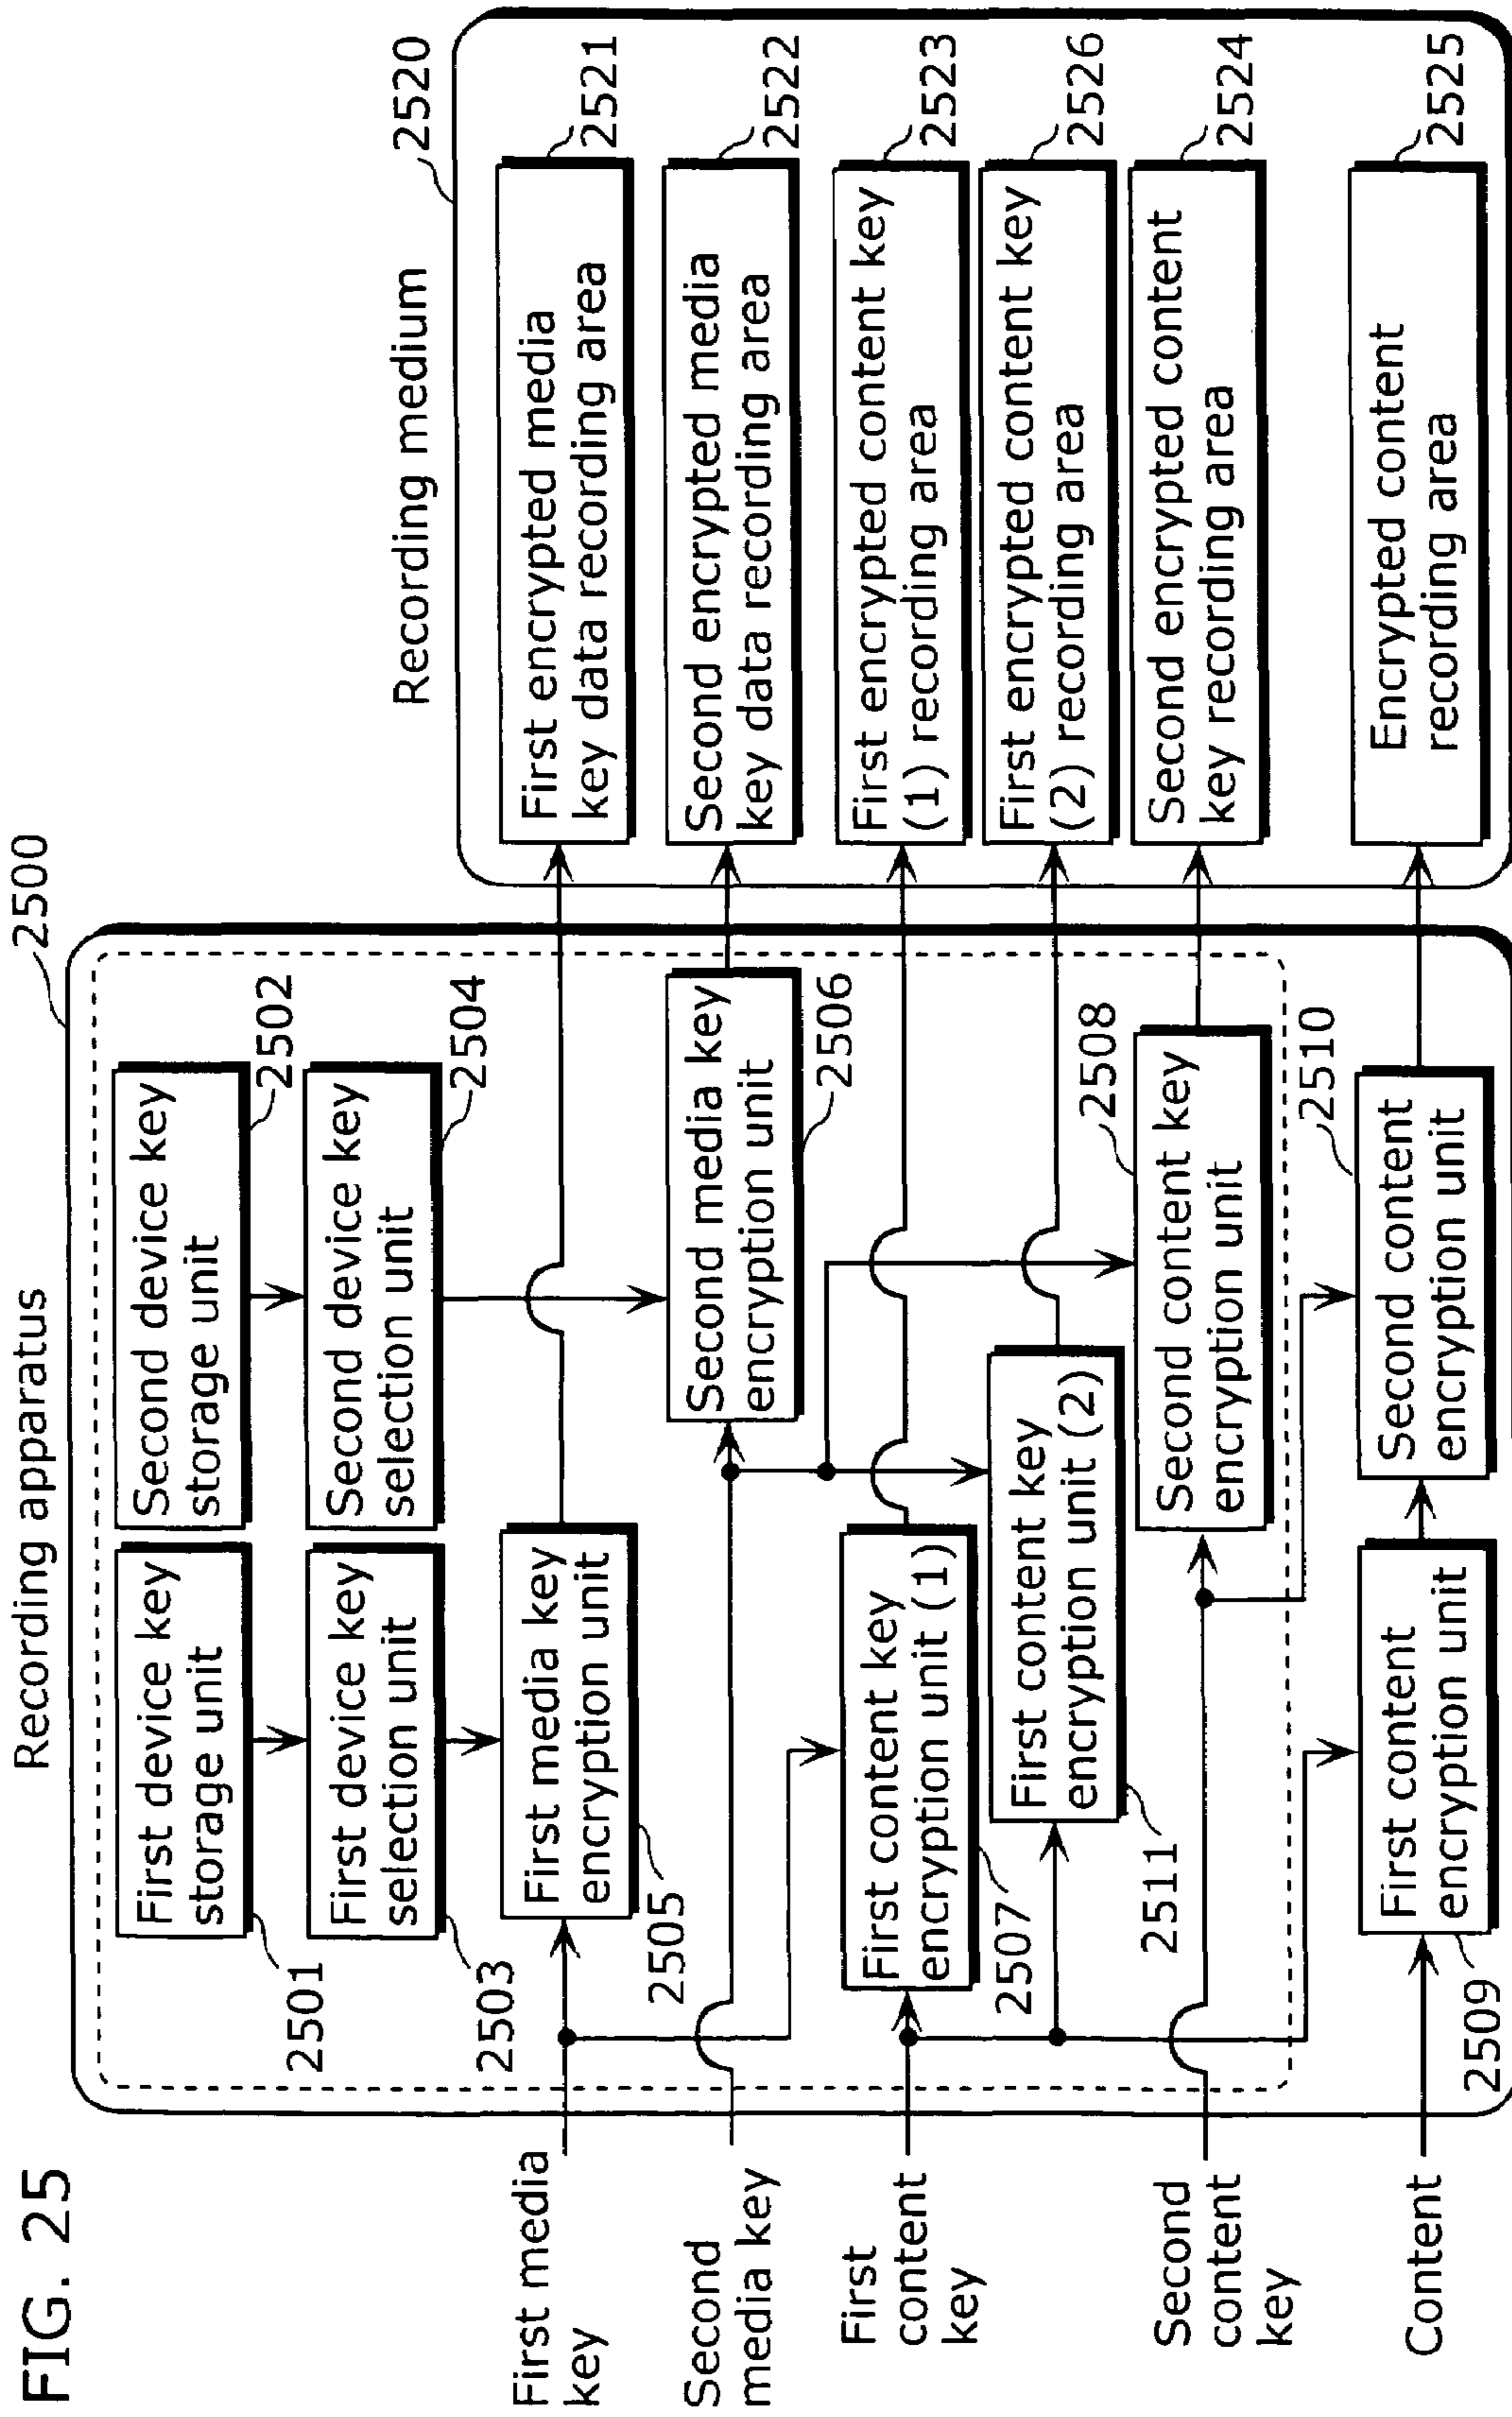 FIG. 25
Recording apparatus
2500
First device key
storage unit
2501
Second device key
storage unit
2502
First device key
selection unit
2503
Second device key
selection unit
2504
First media
key
First media key
encryption unit
2505
Second
media key
Second media key
encryption unit
2506
First
content
key
First content key
encryption unit (1)
2507
First content key
encryption unit (2)
2511
Second
content
key
Second content key
encryption unit
2508
Content
First content
encryption unit
2509
Second content
encryption unit
2510
Recording medium
2520
First encrypted media
key data recording area
2521
Second encrypted media
key data recording area
2522
First encrypted content key
(1) recording area
2523
First encrypted content key
(2) recording area
2526
Second encrypted content
key recording area
2524
Encrypted content
recording area
2525